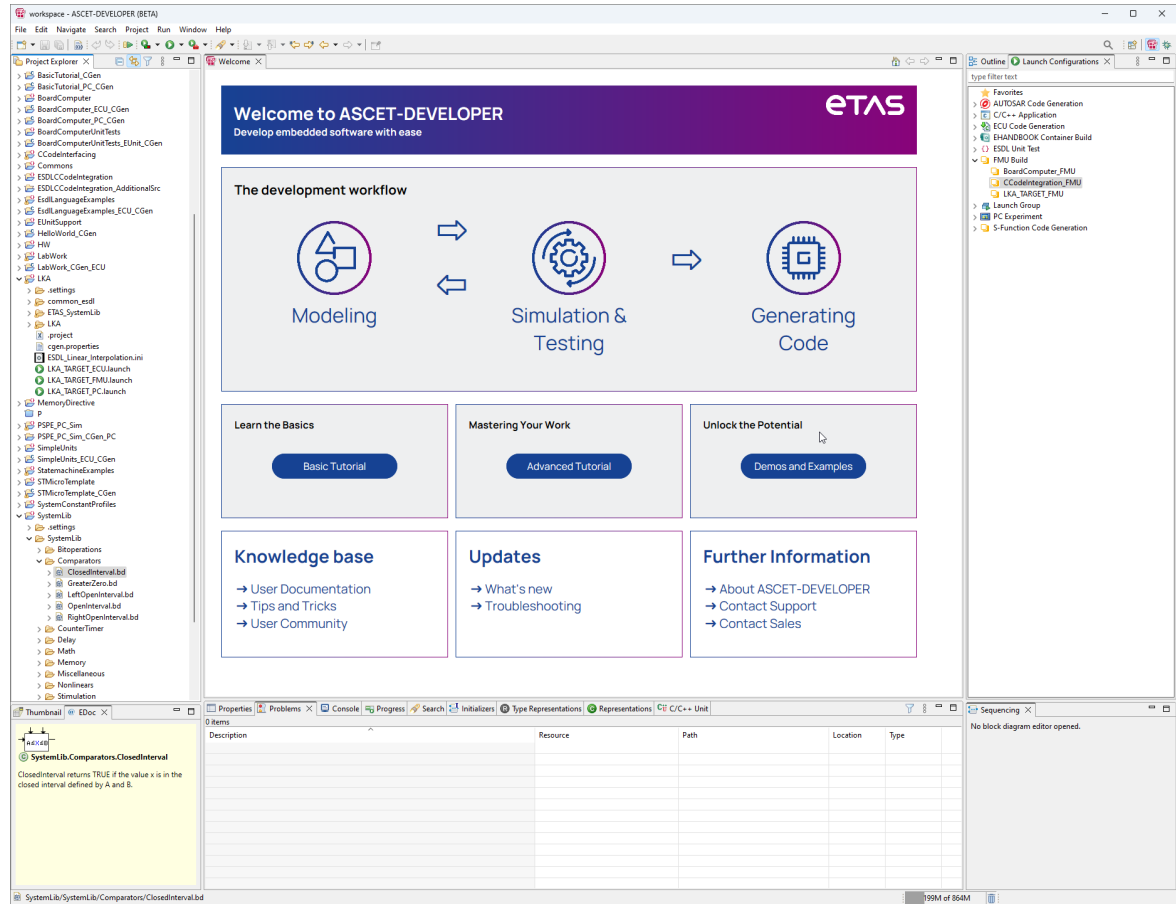 workspace - ASCET-DEVELOPER (BETA)
File Edit Navigate Search Project Run Window Help
Project Explorer
BasicTutorial_CGen
BasicTutorial_PC_CGen
BoardComputer
BoardComputer_ECU_CGen
BoardComputer_PC_CGen
BoardComputerUnitTests
BoardComputerUnitTests_EUnit_CGen
CCodeInterfacing
Commons
ESDLCCodeIntegration
ESDLCCodeIntegration_AdditionalSrc
EsdlLanguageExamples
EsdlLanguageExamples_ECU_CGen
EUnitSupport
HelloWorld_CGen
HW
LabWork
LabWork_CGen_ECU
LKA
.settings
common_esdl
ETAS_SystemLib
LKA
.project
cgen.properties
ESDL_Linear_Interpolation.ini
LKA_TARGET_ECU.launch
LKA_TARGET_FMU.launch
LKA_TARGET_PC.launch
MemoryDirective
P
PSPE_PC_Sim
PSPE_PC_Sim_CGen_PC
SimpleUnits
SimpleUnits_ECU_CGen
StatemachineExamples
STMicroTemplate
STMicroTemplate_CGen
SystemConstantProfiles
SystemLib
.settings
SystemLib
Bitoperations
Comparators
ClosedInterval.bd
GreaterZero.bd
LeftOpenInterval.bd
OpenInterval.bd
RightOpenInterval.bd
CounterTimer
Delay
Math
Memory
Miscellaneous
Nonlinears
Stimulation
Welcome
Welcome to ASCET-DEVELOPER
Develop embedded software with ease
eTAS
The development workflow
Modeling
Simulation &
Testing
Generating
Code
Learn the Basics
Basic Tutorial
Mastering Your Work
Advanced Tutorial
Unlock the Potential
Demos and Examples
Knowledge base
→ User Documentation
→ Tips and Tricks
→ User Community
Updates
→ What's new
→ Troubleshooting
Further Information
→ About ASCET-DEVELOPER
→ Contact Support
→ Contact Sales
Outline Launch Configurations
type filter text
Favorites
AUTOSAR Code Generation
C/C++ Application
ECU Code Generation
EHANDBOOK Container Build
ESDL Unit Test
FMU Build
BoardComputer_FMU
CCodeIntegration_FMU
LKA_TARGET_FMU
Launch Group
PC Experiment
S-Function Code Generation
Thumbnail EDoc
A≤X≤B
SystemLib.Comparators.ClosedInterval
ClosedInterval returns TRUE if the value x is in the
closed interval defined by A and B.
Properties Problems Console Progress Search Initializers Type Representations Representations C/C++ Unit
0 items
Description Resource Path Location Type
Sequencing
No block diagram editor opened.
SystemLib/SystemLib/Comparators/ClosedInterval.bd
199M of 864M